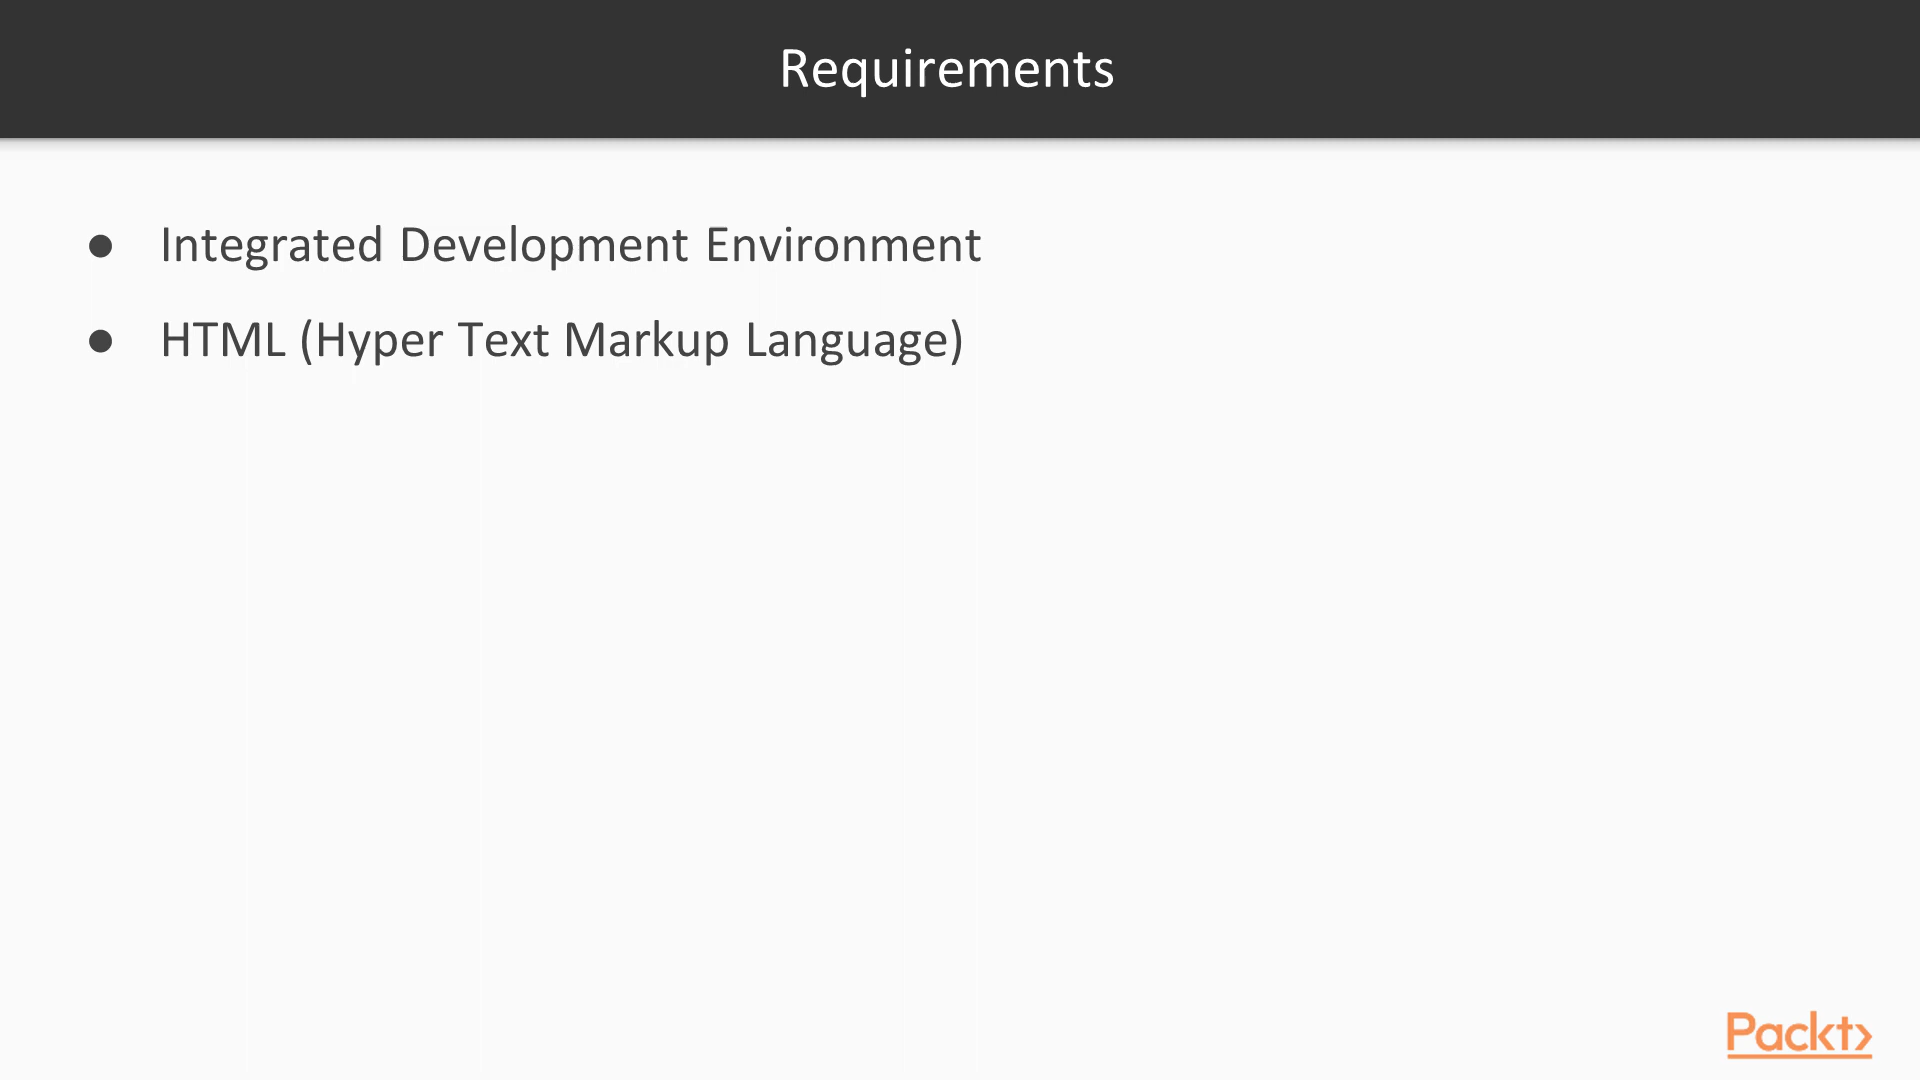 Requirements
● Integrated Development Environment
● HTML (Hyper Text Markup Language)
Packt>